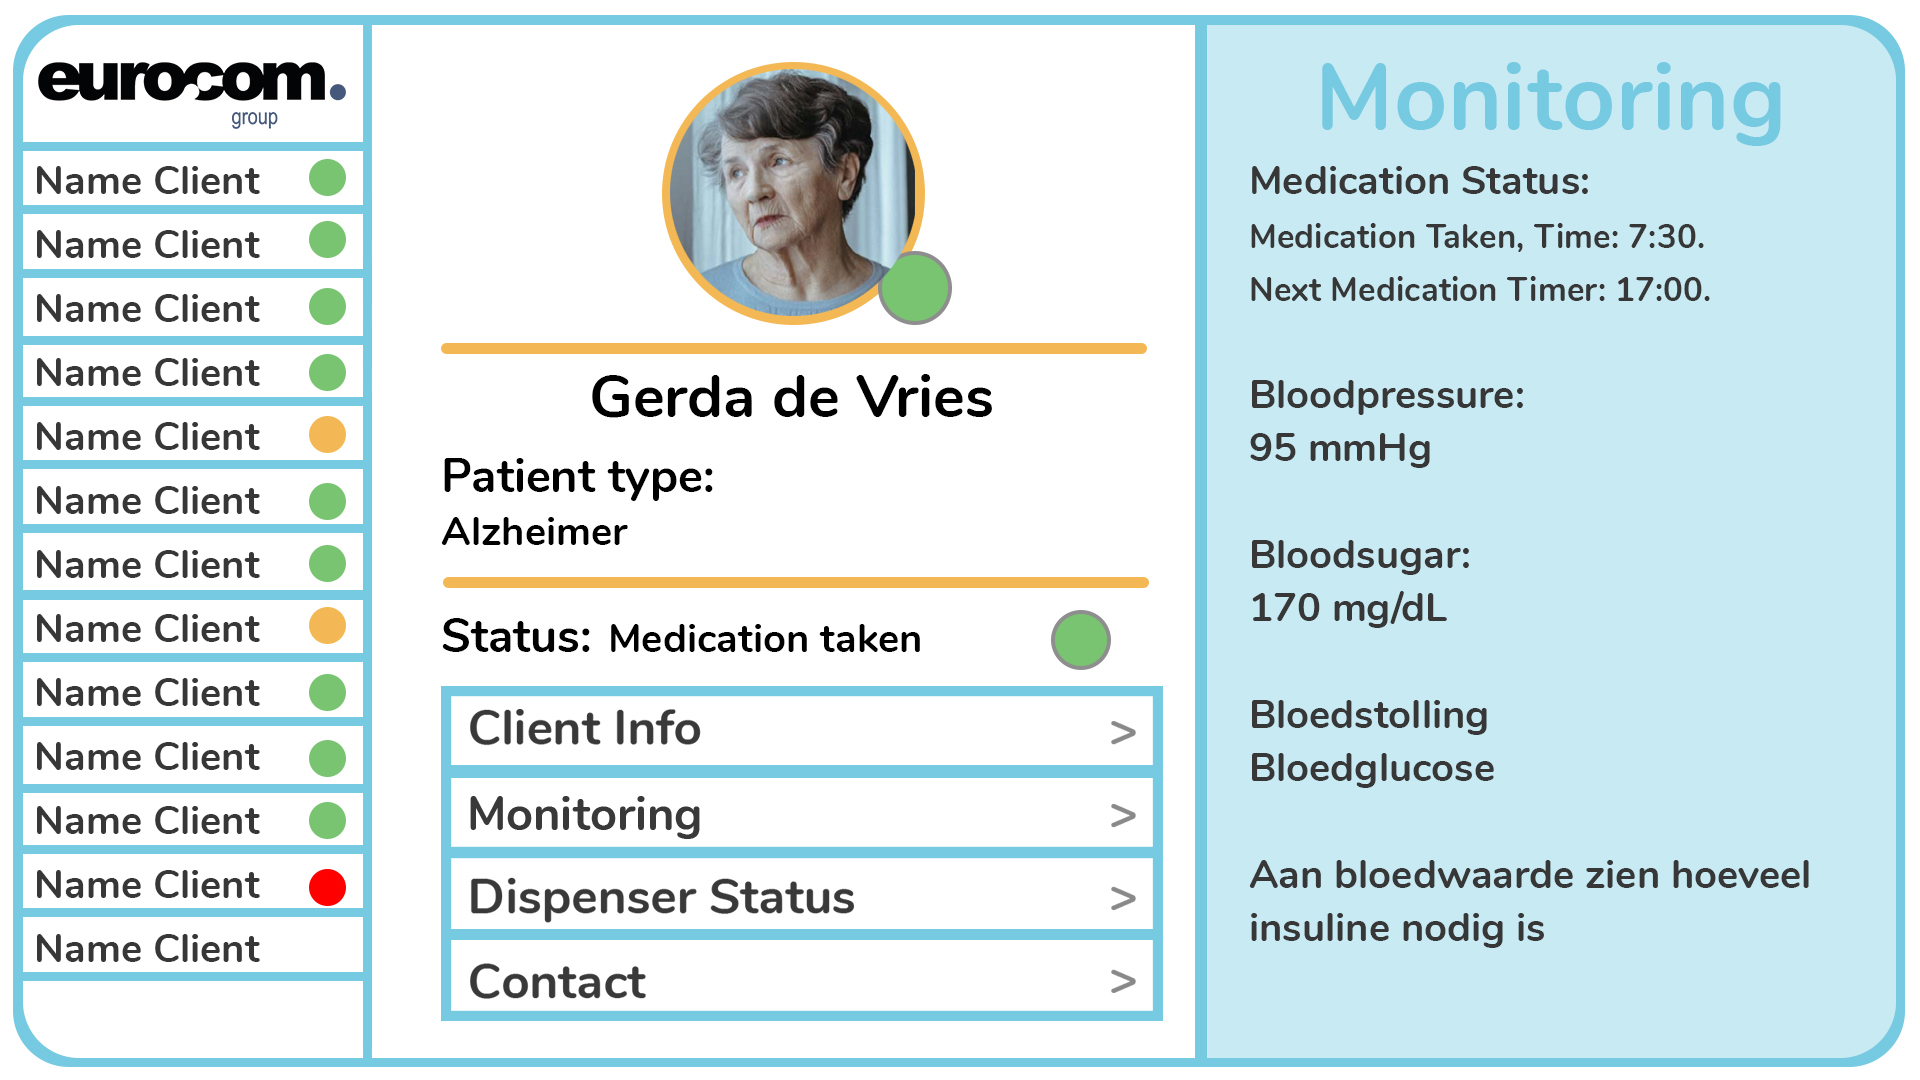 eurocom.
group
Name Client
Name Client
Name Client
Name Client
Name Client
Name Client
Name Client
Name Client
Name Client
Name Client
Name Client
Name Client
Name Client
Gerda de Vries
Patient type:
Alzheimer
Status: Medication taken
Client Info >
Monitoring >
Dispenser Status >
Contact >
Monitoring
Medication Status:
Medication Taken, Time: 7:30.
Next Medication Timer: 17:00.
Bloodpressure:
95 mmHg
Bloodsugar:
170 mg/dL
Bloedstolling
Bloedglucose
Aan bloedwaarde zien hoeveel
insuline nodig is